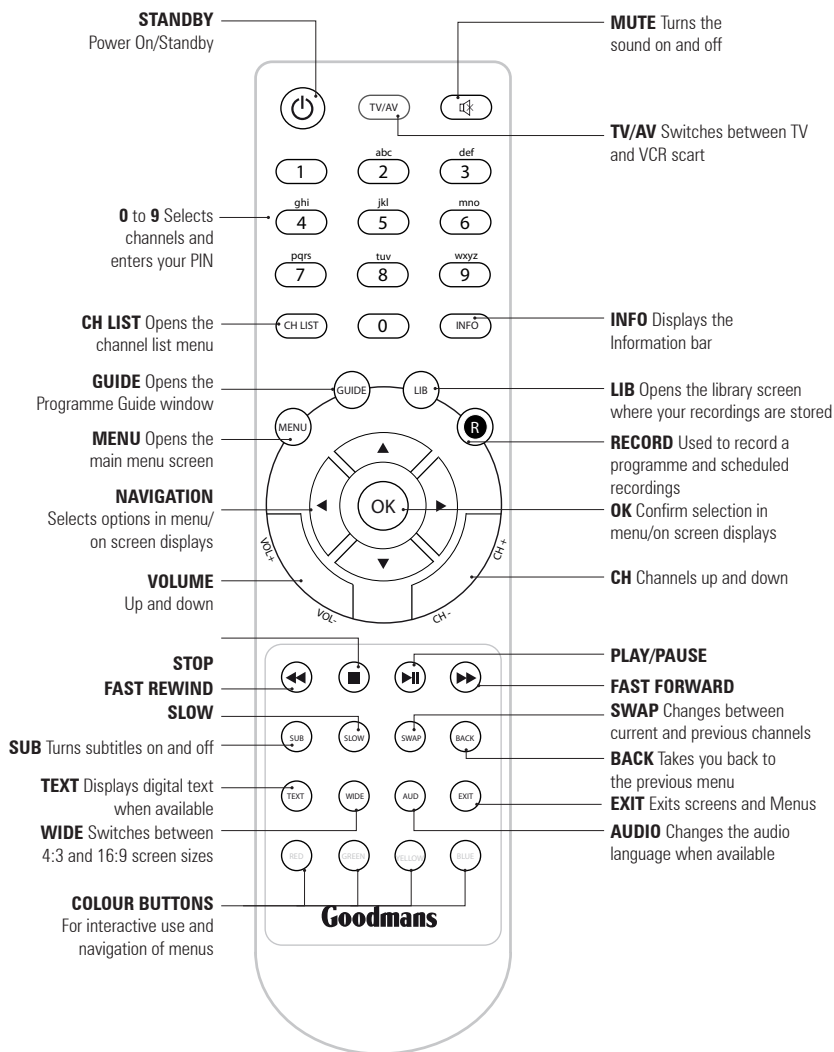 STANDBY
Power On/Standby
MUTE Turns the
sound on and off
TV/AV
TV/AV Switches between TV
and VCR scart
abc
def
1
2
3
ghi
jkl
mno
0 to 9 Selects
channels and
enters your PIN
4
5
6
pqrs
tuv
wxyz
7
8
9
CH LIST Opens the
channel list menu
CH LIST
0
INFO
INFO Displays the
Information bar
GUIDE Opens the
Programme Guide window
GUIDE
LIB
LIB Opens the library screen
where your recordings are stored
MENU Opens the
main menu screen
MENU
R
RECORD Used to record a
programme and scheduled
recordings
NAVIGATION
Selects options in menu/
on screen displays
OK
OK Confirm selection in
menu/on screen displays
VOL+
CH +
VOLUME
Up and down
VOL-
CH -
CH Channels up and down
STOP
FAST REWIND
SLOW
PLAY/PAUSE
FAST FORWARD
SWAP Changes between
current and previous channels
SUB Turns subtitles on and off
SUB
SLOW
SWAP
BACK
BACK Takes you back to
the previous menu
TEXT Displays digital text
when available
TEXT
WIDE
AUD
EXIT
EXIT Exits screens and Menus
WIDE Switches between
4:3 and 16:9 screen sizes
AUDIO Changes the audio
language when available
RED
GREEN
YELLOW
BLUE
COLOUR BUTTONS
For interactive use and
navigation of menus
Goodmans